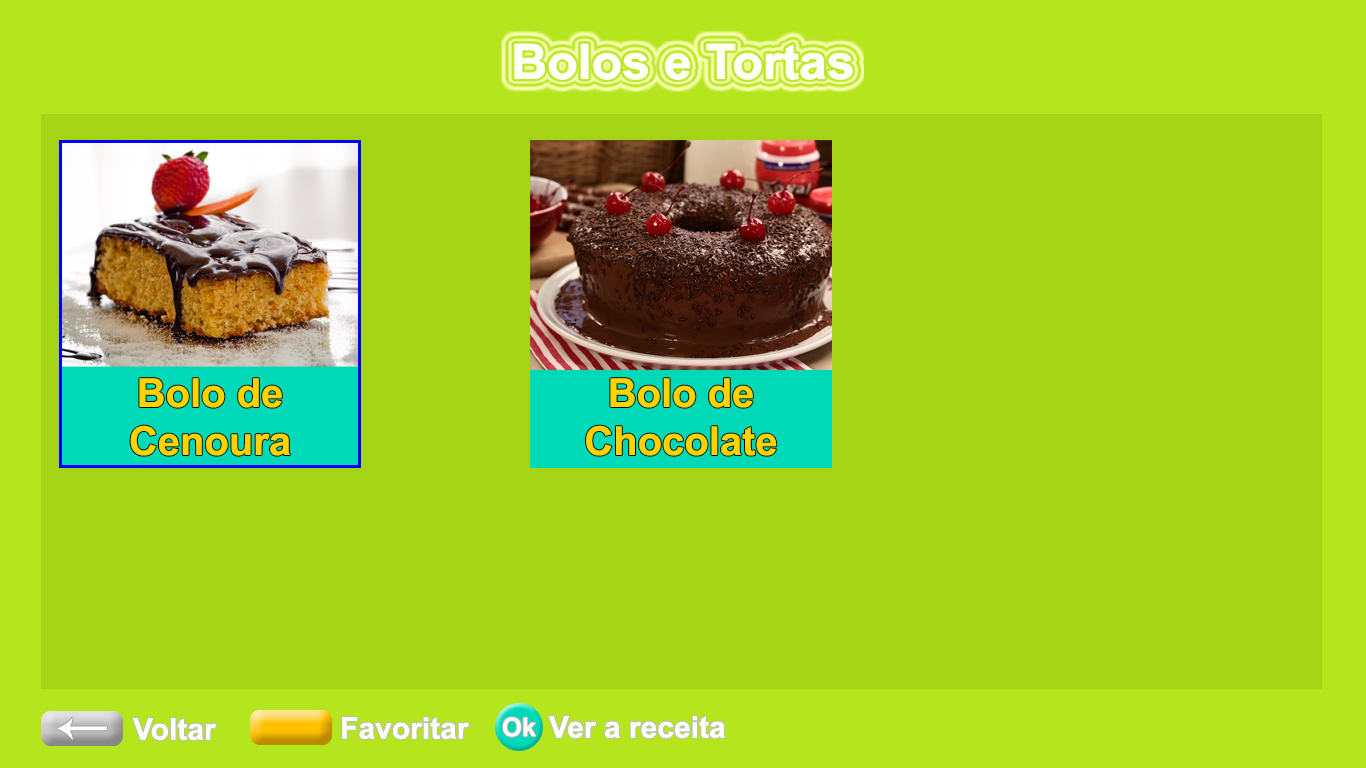 Bolos e Tortas
Bolo de
Cenoura
Bolo de
Chocolate
Voltar
Favoritar
Ok Ver a receita